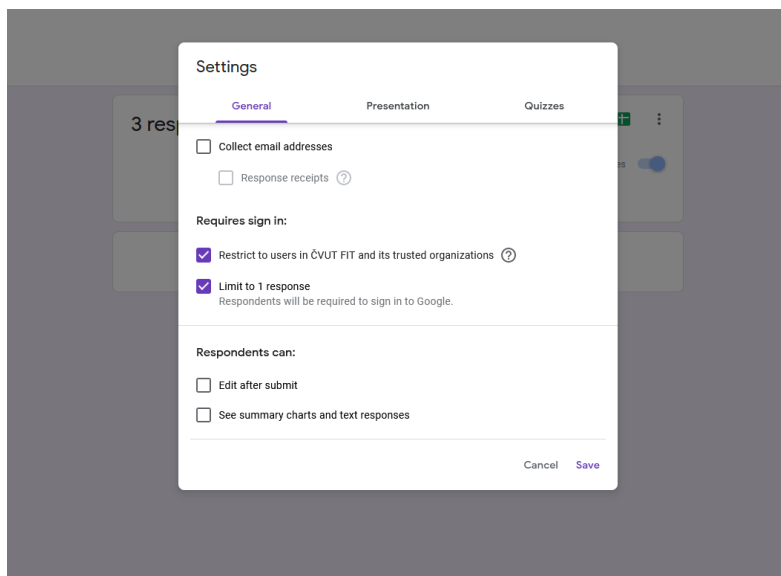 Settings
General Presentation Quizzes
3 res
Collect email addresses
es
Response receipts ?
Requires sign in:
Restrict to users in ČVUT FIT and its trusted organizations ?
Limit to 1 response
Respondents will be required to sign in to Google.
Respondents can:
Edit after submit
See summary charts and text responses
Cancel Save